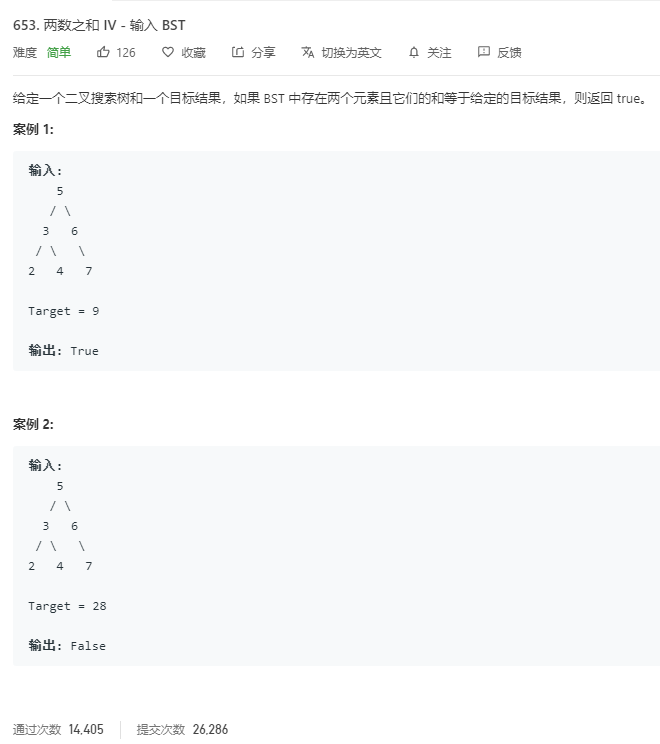 653. 两数之和 IV - 输入 BST
难度 简单 126 收藏 分享 切换为英文 关注 反馈
给定一个二叉搜索树和一个目标结果，如果 BST 中存在两个元素且它们的和等于给定的目标结果，则返回 true。
案例 1:
输入:
    5
   / \
  3   6
 / \   \
2   4   7
Target = 9
输出: True
案例 2:
输入:
    5
   / \
  3   6
 / \   \
2   4   7
Target = 28
输出: False
通过次数 14,405 提交次数 26,286